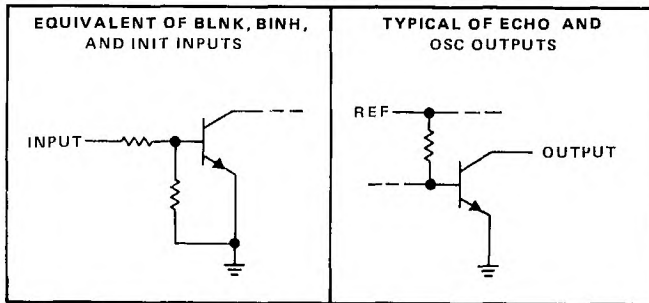 EQUIVALENT OF BLNK, BINH,
AND INIT INPUTS
INPUT
TYPICAL OF ECHO AND
OSC OUTPUTS
REF
OUTPUT